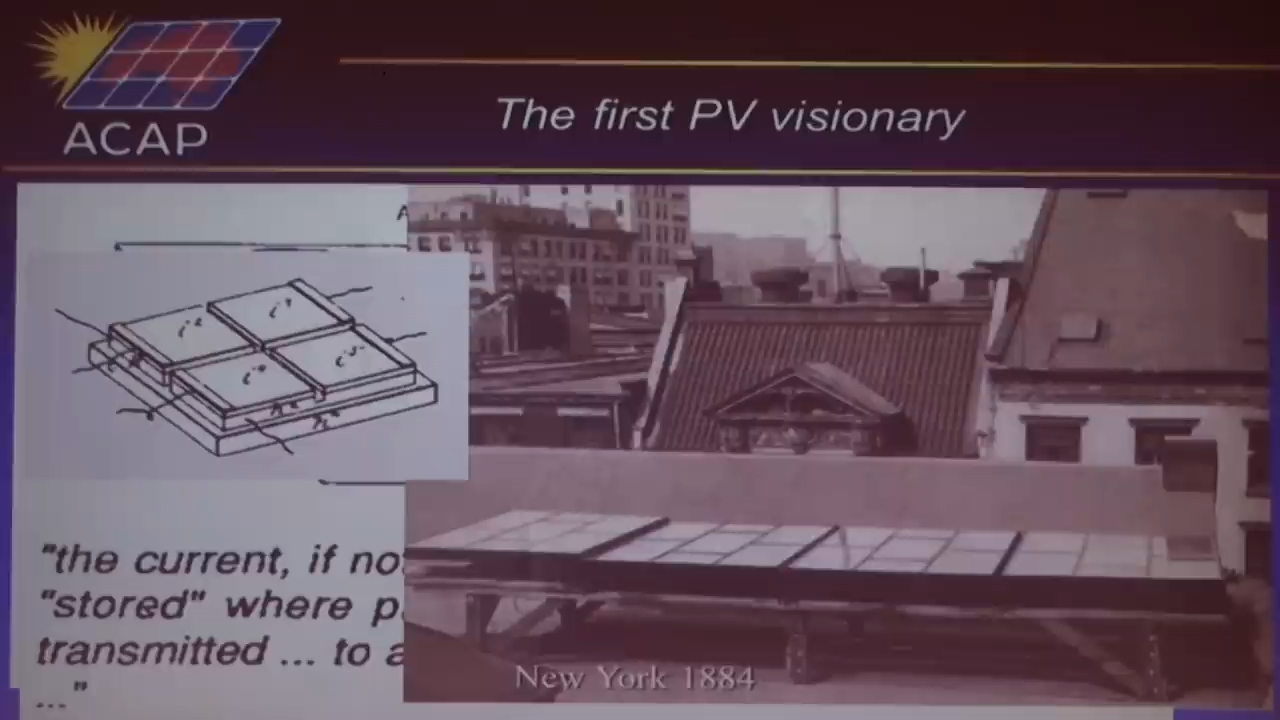 ACAP
The first PV visionary
A
"the current, if no
"stored" where p
transmitted ... to a
..."
New York 1884